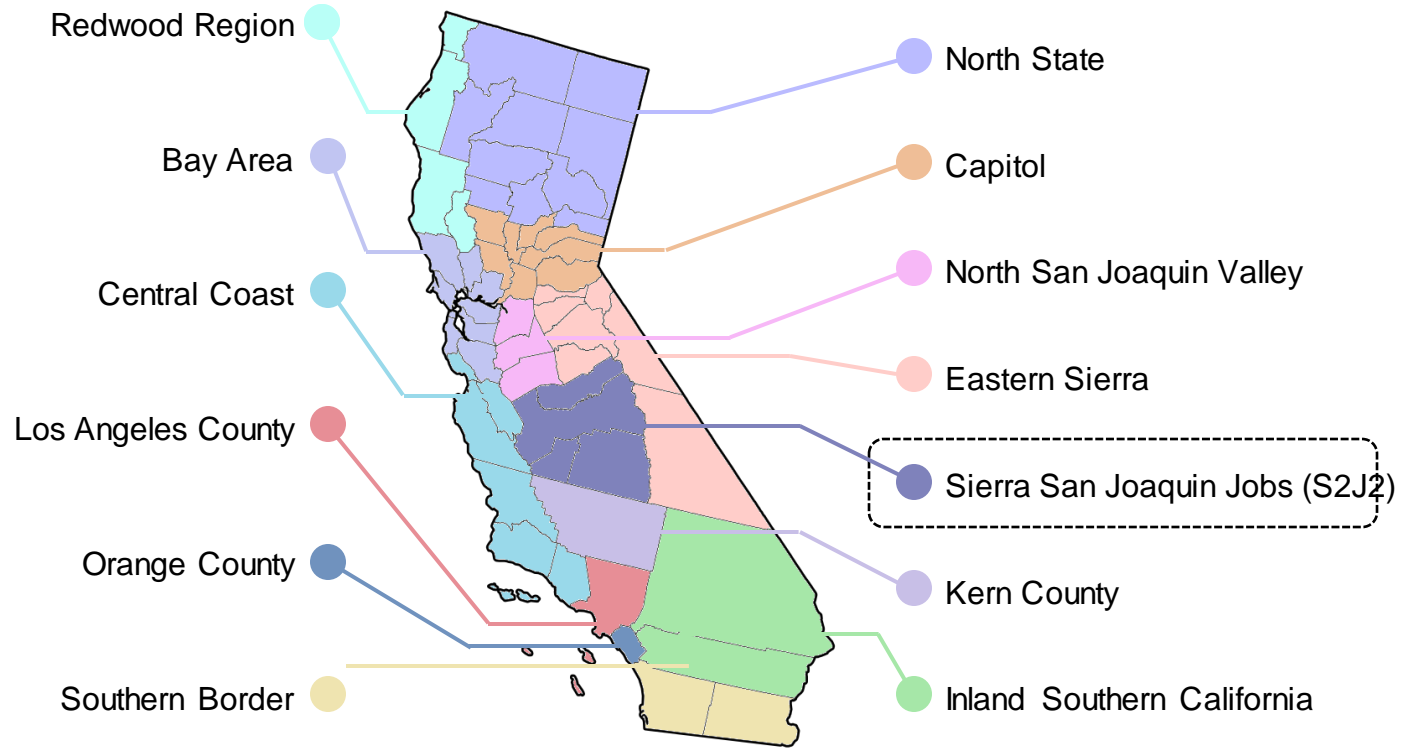 Redwood Region
Bay Area
Central Coast
Los Angeles County
Orange County
Southern Border
North State
Capitol
North San Joaquin Valley
Eastern Sierra
Sierra San Joaquin Jobs (S2J2)
Kern County
Inland Southern California